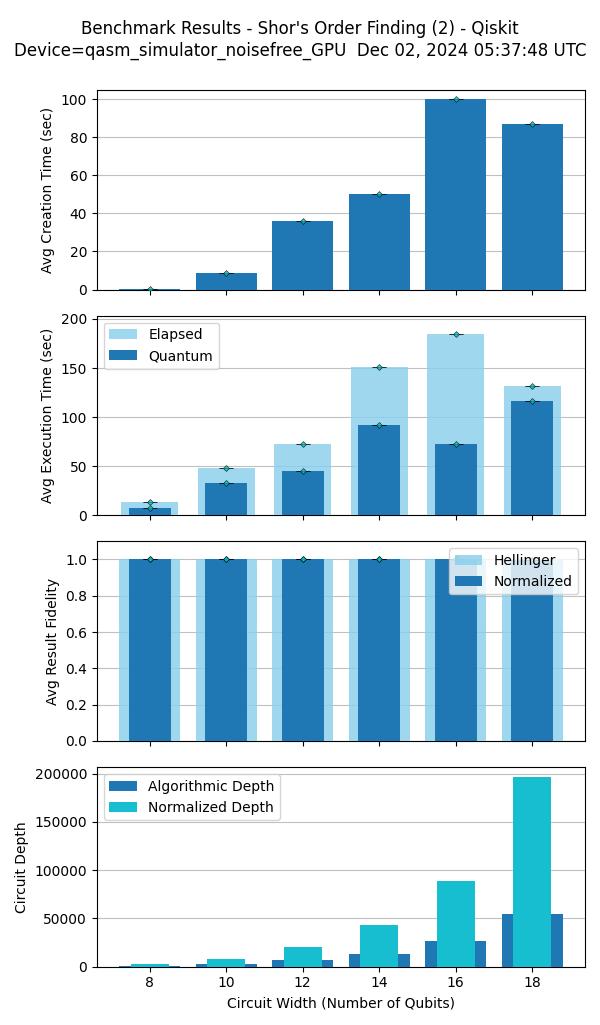 Benchmark Results - Shor's Order Finding (2) - Qiskit
Device=qasm_simulator_noisefree_GPU  Dec 02, 2024 05:37:48 UTC
Avg Creation Time (sec)
100
80
60
40
20
0
Avg Execution Time (sec)
200
150
100
50
0
Elapsed
Quantum
Avg Result Fidelity
1.0
0.8
0.6
0.4
0.2
0.0
Hellinger
Normalized
Circuit Depth
200000
150000
100000
50000
0
Algorithmic Depth
Normalized Depth
8 10 12 14 16 18
Circuit Width (Number of Qubits)